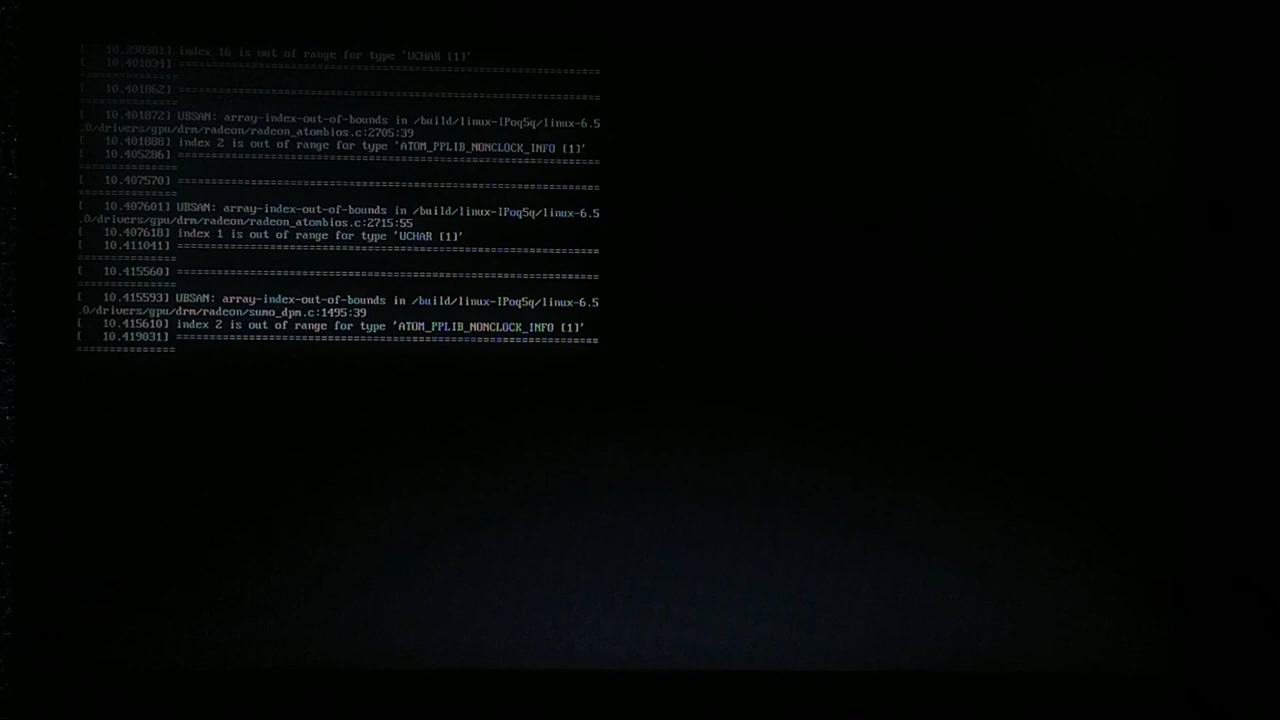 [   10.398381] index 16 is out of range for type 'UCHAR [1]'
[   10.401834] ================================================================
===============
[   10.401862] ================================================================
===============
[   10.401872] UBSAN: array-index-out-of-bounds in /build/linux-IPoq5q/linux-6.5
.0/drivers/gpu/drm/radeon/radeon_atombios.c:2705:39
[   10.401888] index 2 is out of range for type 'ATOM_PPLIB_NONCLOCK_INFO [1]'
[   10.405286] ================================================================
===============
[   10.407570] ================================================================
===============
[   10.407601] UBSAN: array-index-out-of-bounds in /build/linux-IPoq5q/linux-6.5
.0/drivers/gpu/drm/radeon/radeon_atombios.c:2715:55
[   10.407618] index 1 is out of range for type 'UCHAR [1]'
[   10.411041] ================================================================
===============
[   10.415560] ================================================================
===============
[   10.415593] UBSAN: array-index-out-of-bounds in /build/linux-IPoq5q/linux-6.5
.0/drivers/gpu/drm/radeon/sumo_dpm.c:1495:39
[   10.415610] index 2 is out of range for type 'ATOM_PPLIB_NONCLOCK_INFO [1]'
[   10.419031] ================================================================
===============